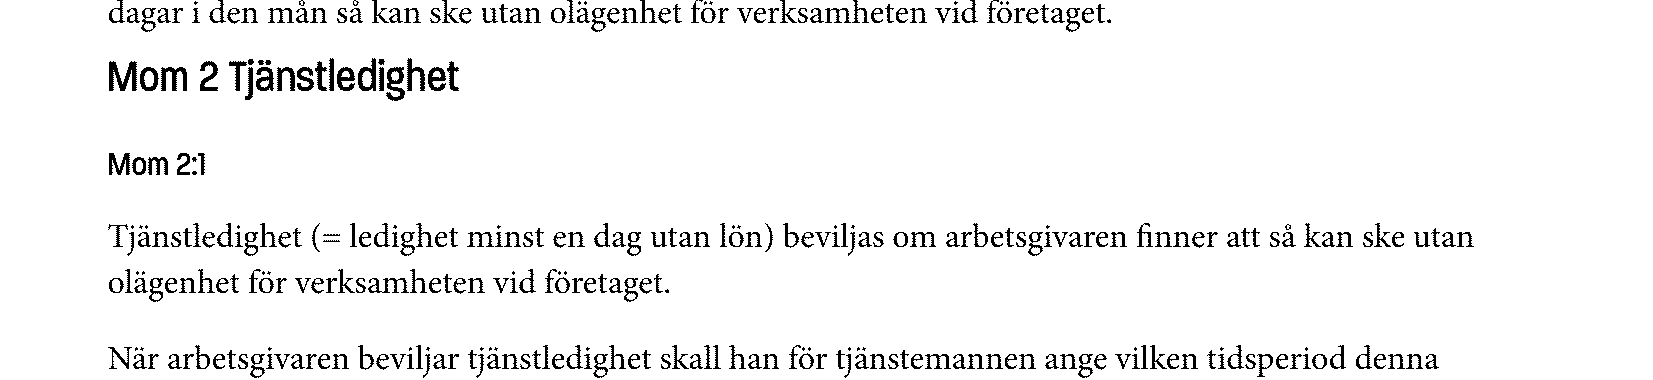 dagar i den mån så kan ske utan olägenhet för verksamheten vid företaget.
Mom 2 Tjänstledighet
Mom 2:1
Tjänstledighet (= ledighet minst en dag utan lön) beviljas om arbetsgivaren finner att så kan ske utan
olägenhet för verksamheten vid företaget.
När arbetsgivaren beviljar tjänstledighet skall han för tjänstemannen ange vilken tidsperiod denna